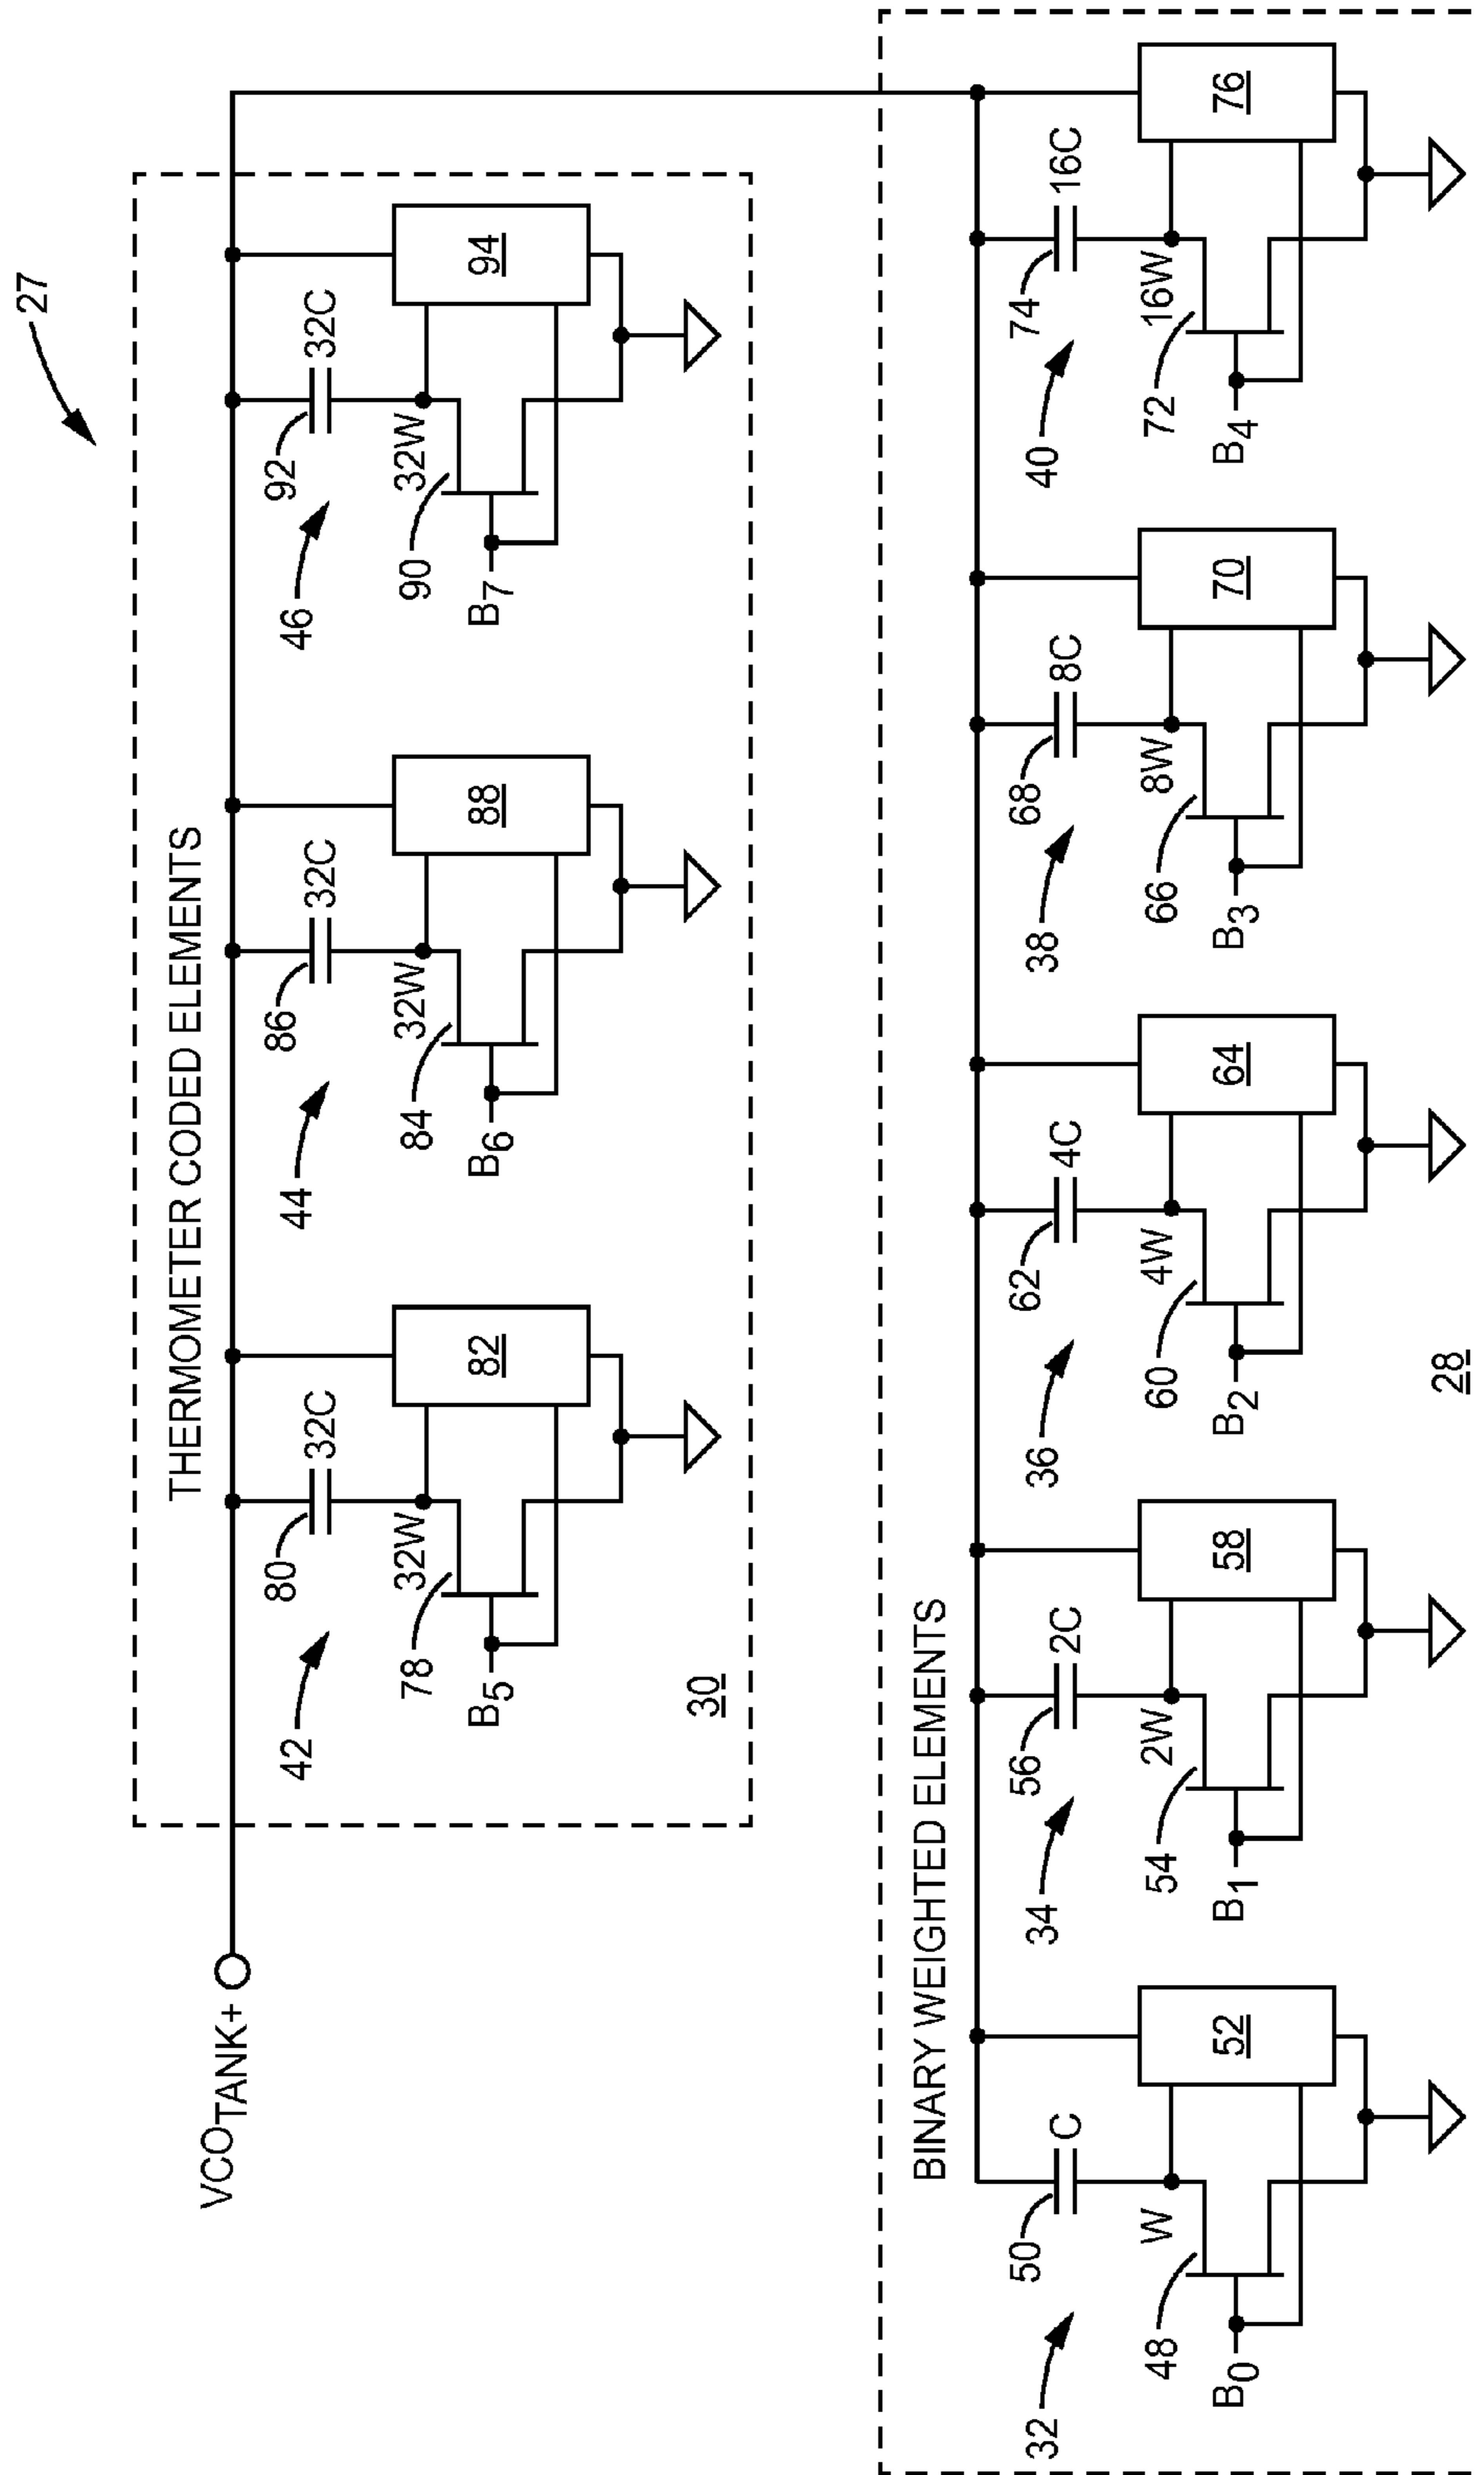 27
VCOTANK+
THERMOMETER CODED ELEMENTS
80
32C
86
32C
92
32C
42
44
46
32W
32W
32W
78
82
84
88
90
94
B5
B6
B7
30
BINARY WEIGHTED ELEMENTS
50
C
56
2C
62
4C
68
8C
74
16C
32
34
36
38
40
W
2W
4W
8W
16W
48
52
54
58
60
64
66
70
72
76
B0
B1
B2
B3
B4
28